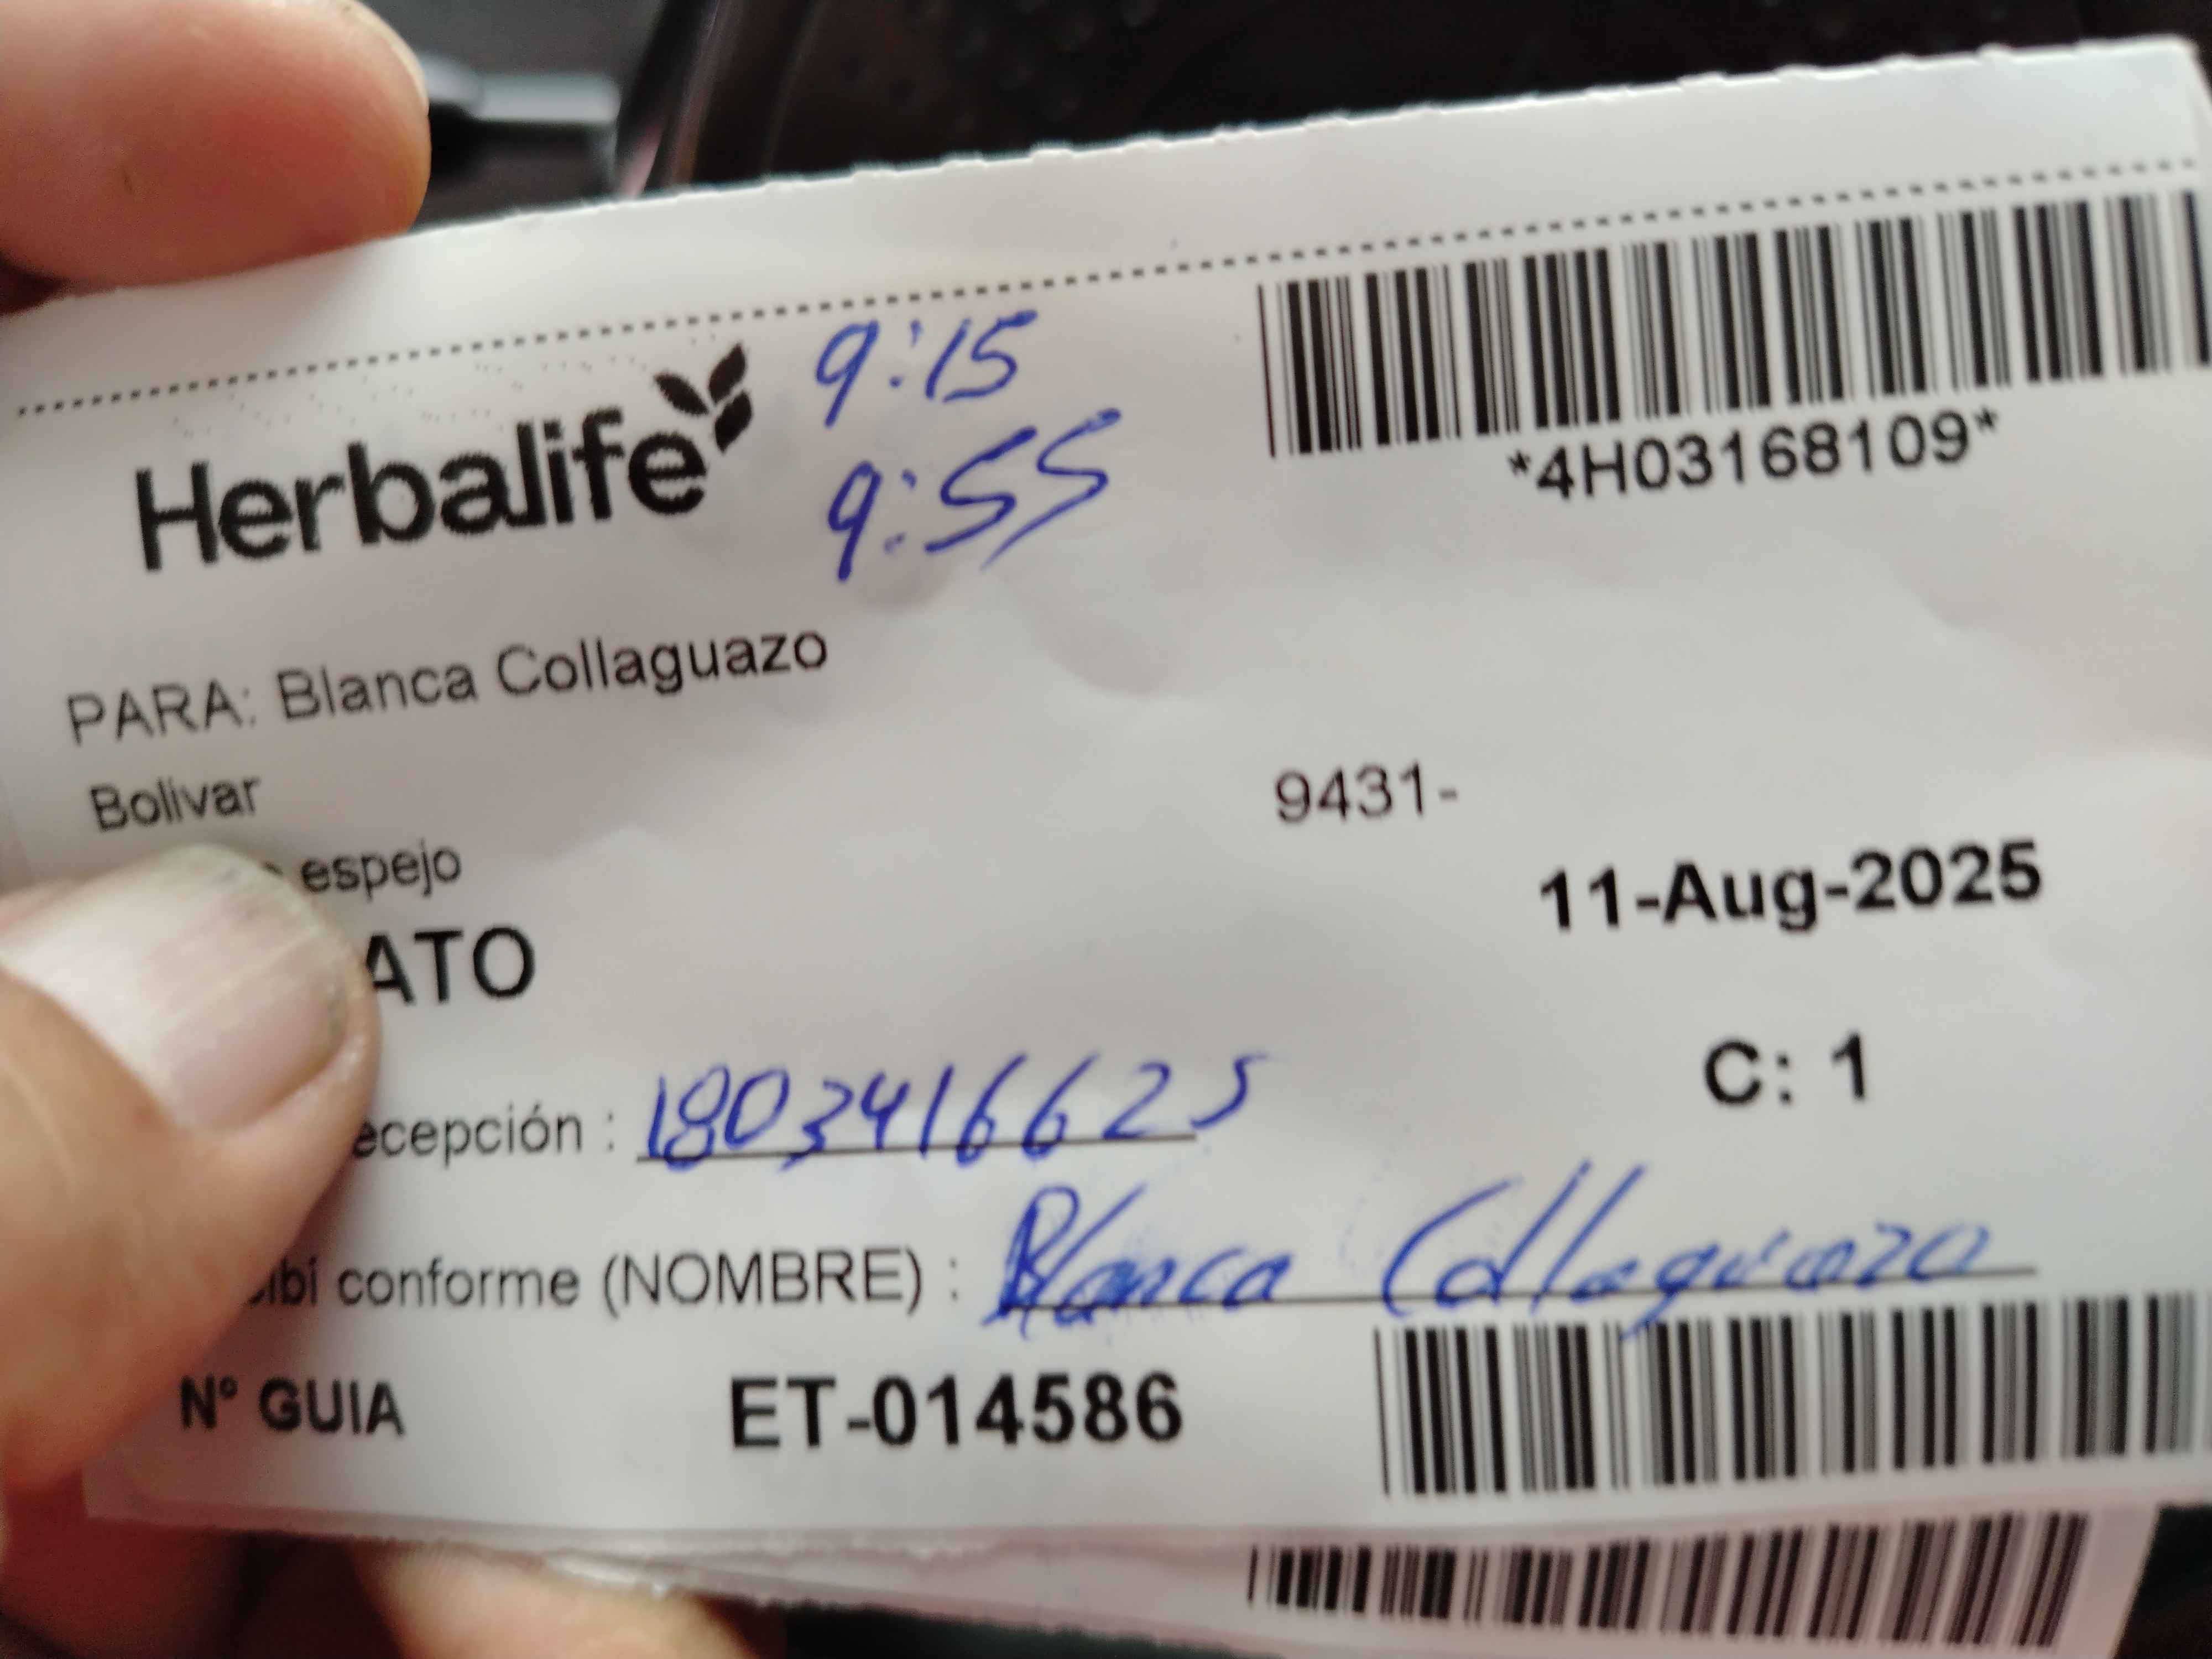 Herbalife
9:15
9:55
*4H03168109*
PARA: Blanca Collaguazo
Bolivar
9431-
espejo
11-Aug-2025
ATO
C: 1
ecepción : 1803416625
ibí conforme (NOMBRE) : Blanca Collaguazo
N° GUIA ET-014586